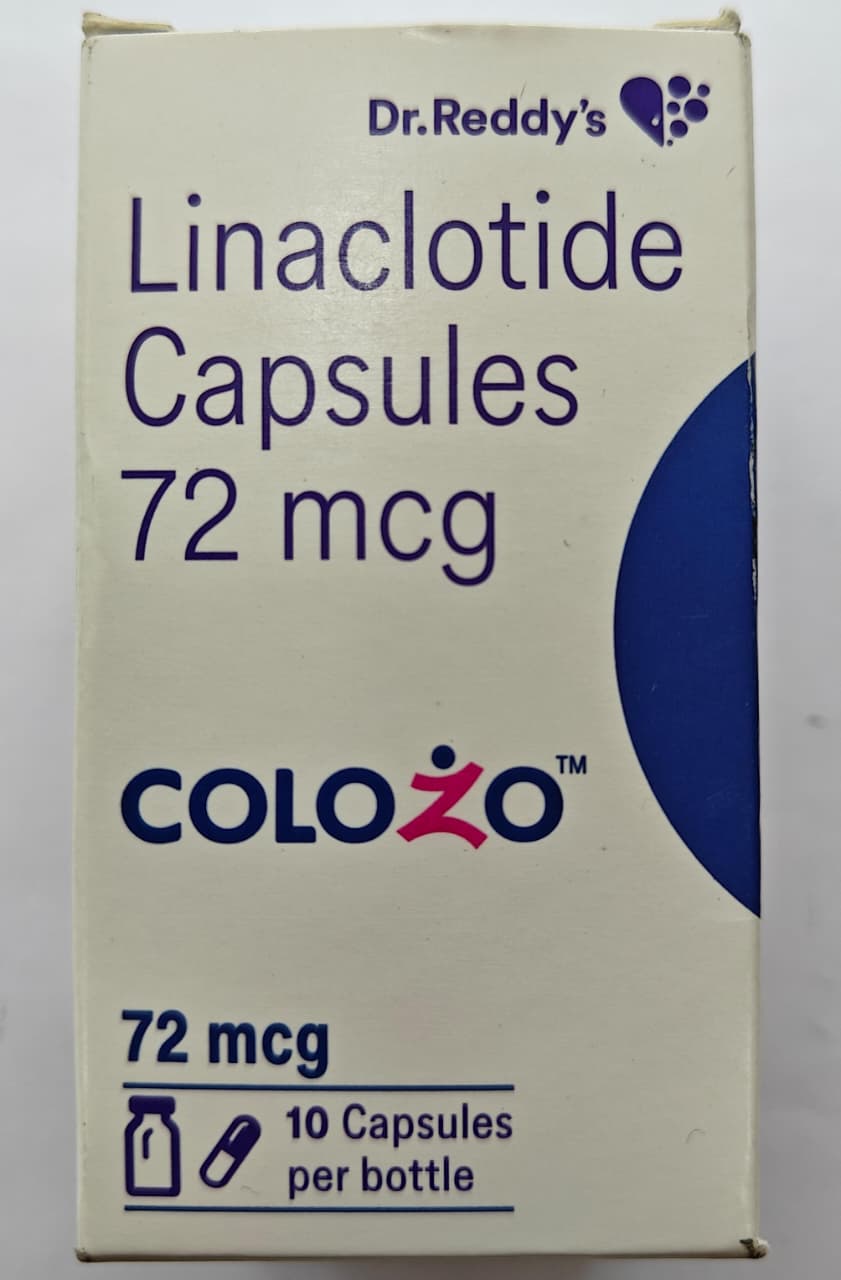 Dr.Reddy's
Linaclotide
Capsules
72 mcg
COLOZO™
72 mcg
10 Capsules
per bottle